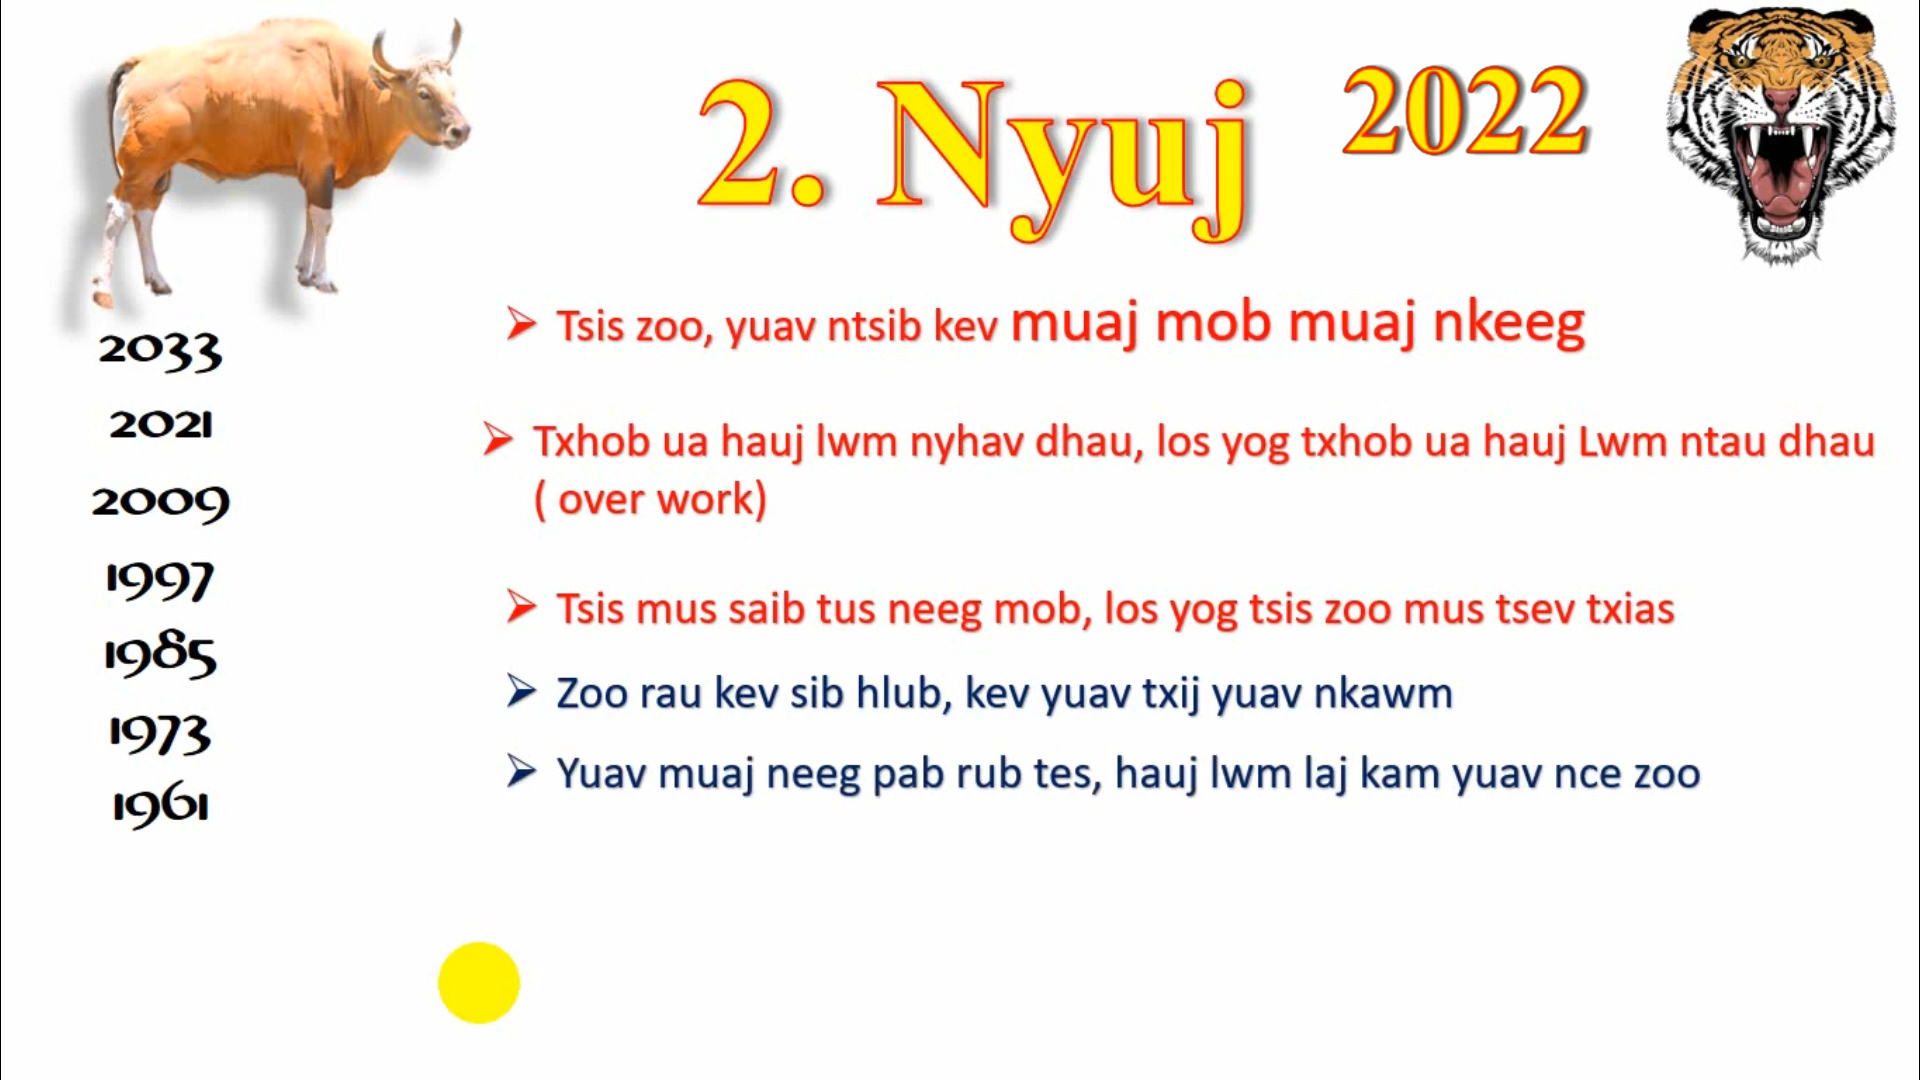 2. Nyuj
2022
2033
2021
2009
1997
1985
1973
1961
Tsis zoo, yuav ntsib kev muaj mob muaj nkeeg
Txhob ua hauj lwm nyhav dhau, los yog txhob ua hauj Lwm ntau dhau
( over work)
Tsis mus saib tus neeg mob, los yog tsis zoo mus tsev txias
Zoo rau kev sib hlub, kev yuav txij yuav nkawm
Yuav muaj neeg pab rub tes, hauj lwm laj kam yuav nce zoo